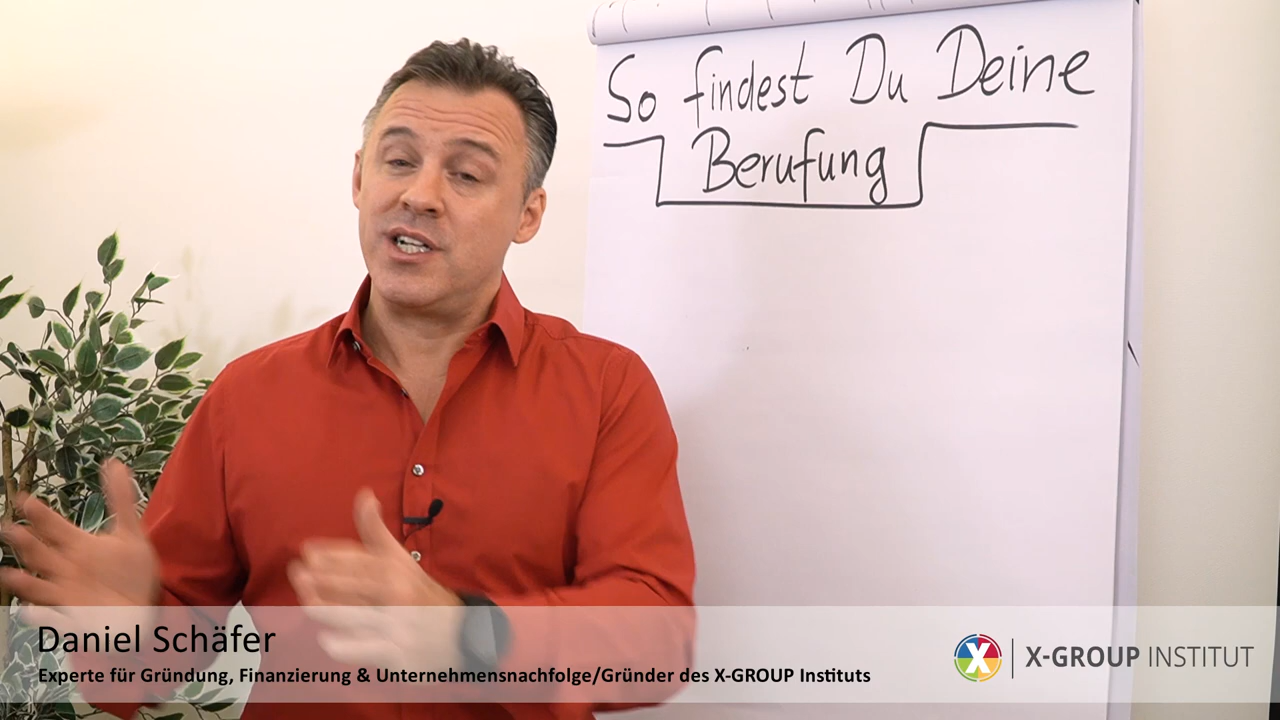 So findest Du Deine
Berufung
Daniel Schäfer
Experte für Gründung, Finanzierung & Unternehmensnachfolge/Gründer des X-GROUP Instituts
X
X-GROUP INSTITUT